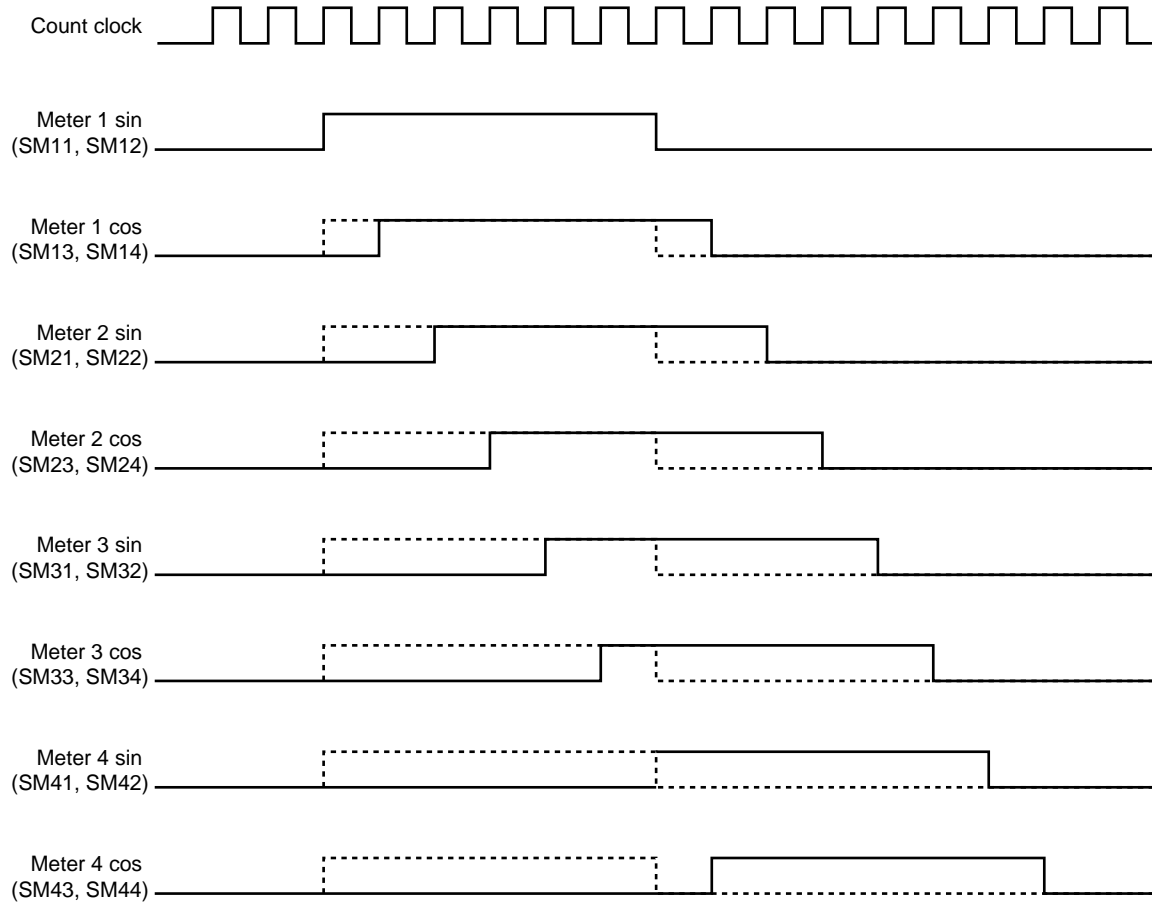 Count clock
Meter 1 sin
(SM11, SM12)
Meter 1 cos
(SM13, SM14)
Meter 2 sin
(SM21, SM22)
Meter 2 cos
(SM23, SM24)
Meter 3 sin
(SM31, SM32)
Meter 3 cos
(SM33, SM34)
Meter 4 sin
(SM41, SM42)
Meter 4 cos
(SM43, SM44)